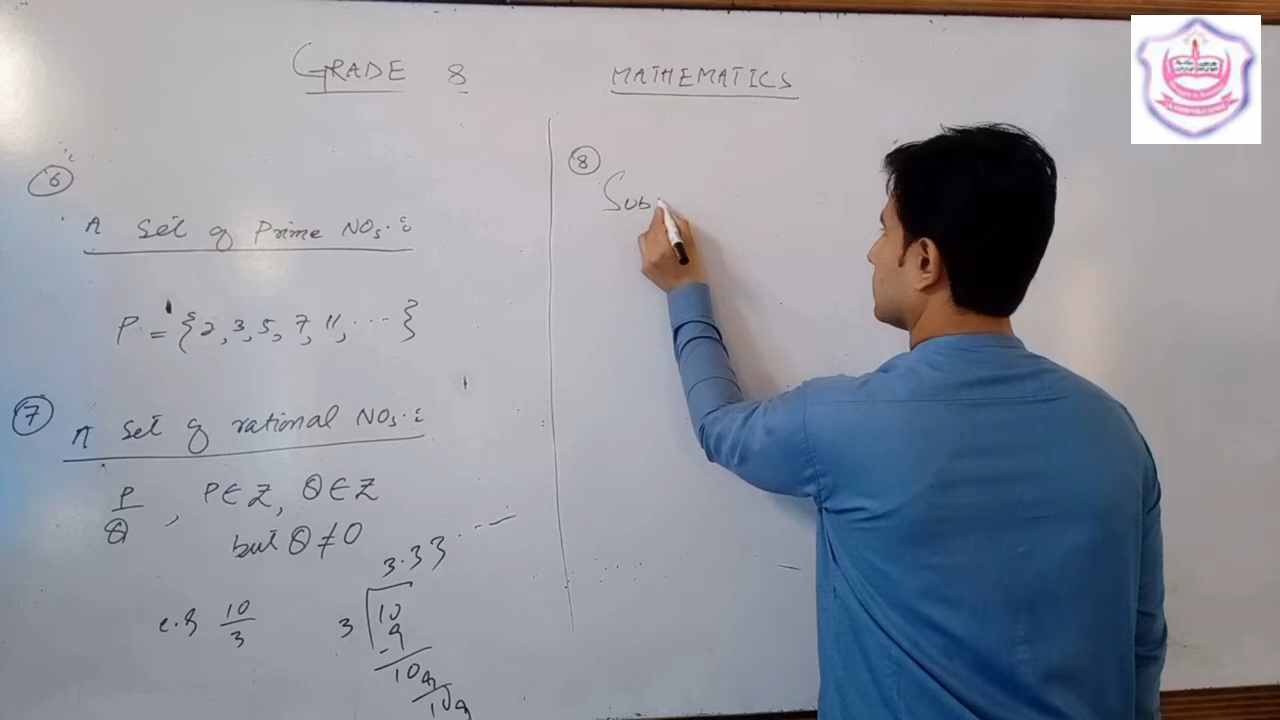 GRADE 8
MATHEMATICS
6
A Set of Prime NOs:
P = {2, 3, 5, 7, 11, ...}
7
A Set of rational NOs:
P/Q, P∈Z, Q∈Z
but Q≠0
e.g 10/3
3.33...
3 10
-9
10
9
10
9
8
Sub